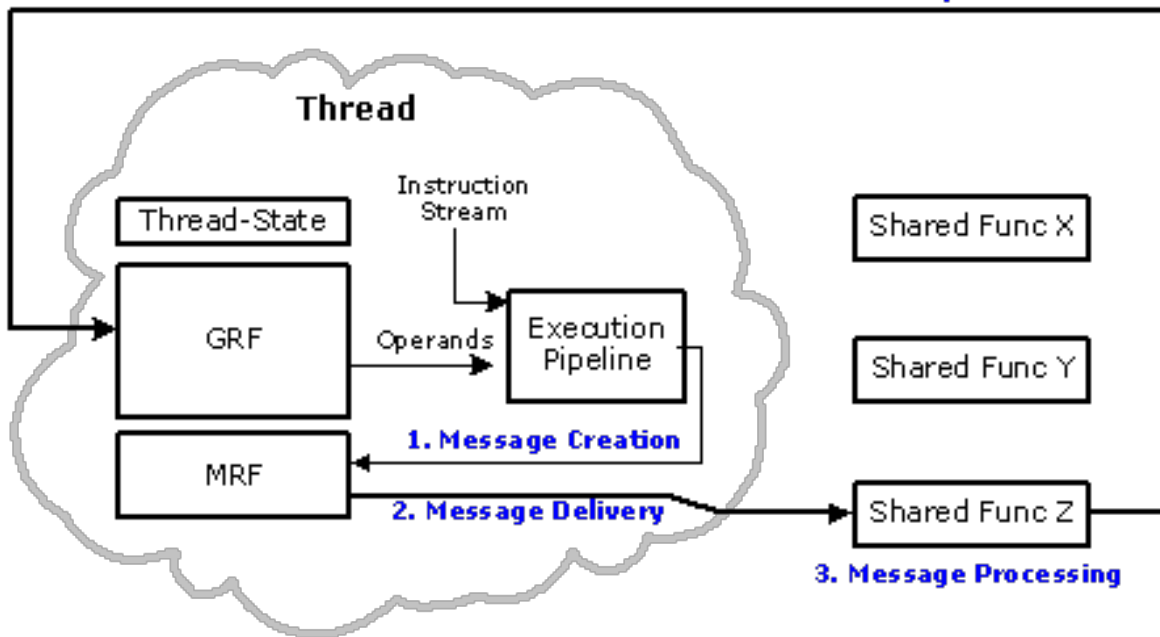 Thread
Instruction
Stream
Thread-State
Shared Func X
GRF
Operands
Execution
Pipeline
Shared Func Y
1. Message Creation
MRF
2. Message Delivery
Shared Func Z
3. Message Processing